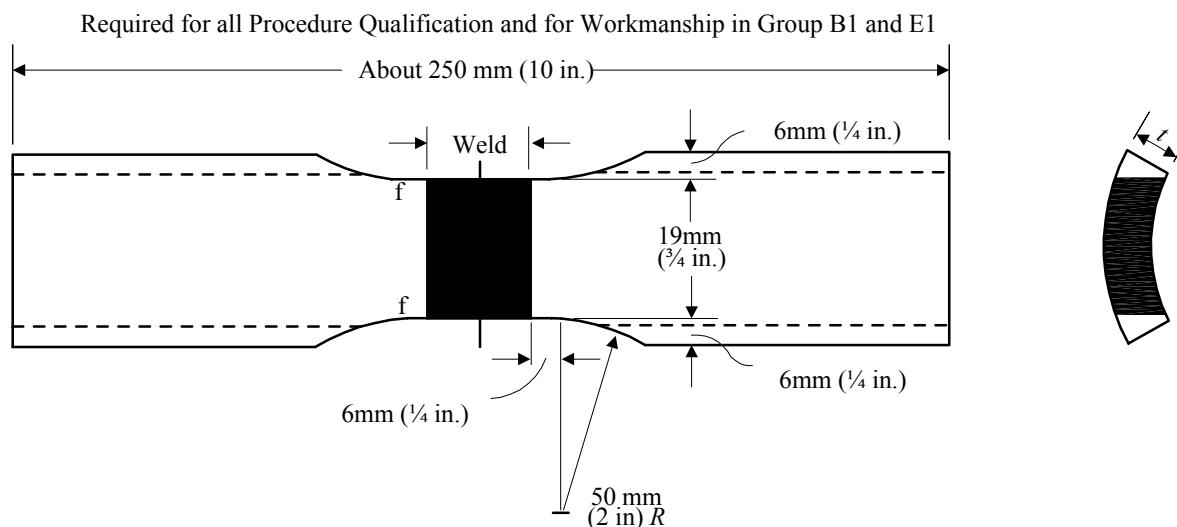 Required for all Procedure Qualification and for Workmanship in Group B1 and E1
About 250 mm (10 in.)
Weld
6mm (¼ in.)
t
f
19mm
(¾ in.)
f
6mm (¼ in.)
6mm (¼ in.)
50 mm
(2 in) R